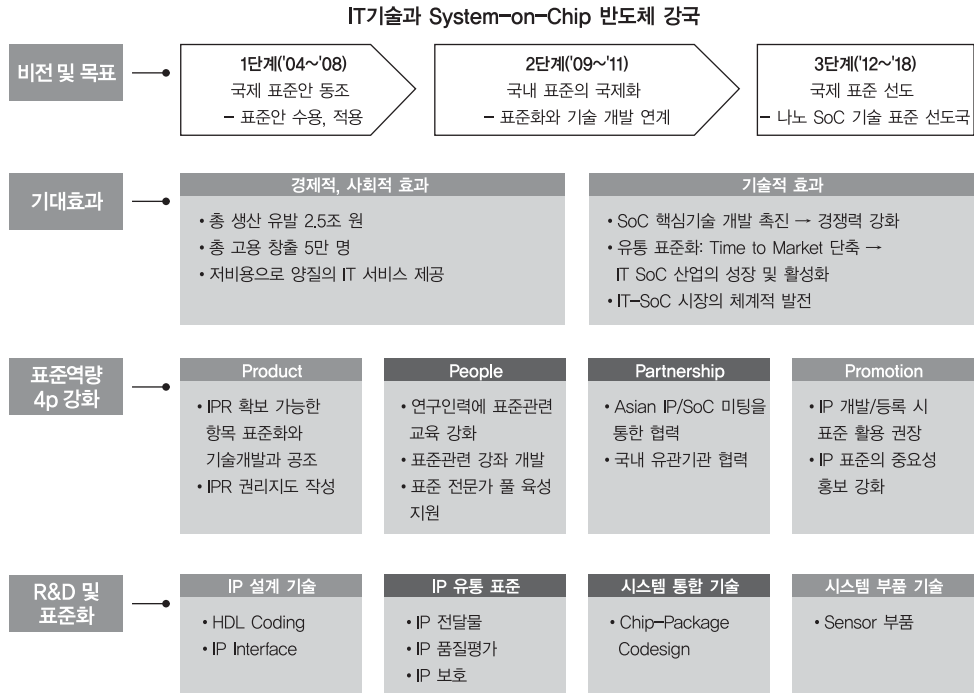 IT기술과 System-on-Chip 반도체 강국
비전 및 목표
1단계('04~'08)
국제 표준안 동조
- 표준안 수용, 적용
2단계('09~'11)
국내 표준의 국제화
- 표준화와 기술 개발 연계
3단계('12~'18)
국제 표준 선도
- 나노 SoC 기술 표준 선도국
기대효과
경제적, 사회적 효과
• 총 생산 유발 2.5조 원
• 총 고용 창출 5만 명
• 저비용으로 양질의 IT 서비스 제공
기술적 효과
• SoC 핵심기술 개발 촉진 → 경쟁력 강화
• 유통 표준화: Time to Market 단축 →
IT SoC 산업의 성장 및 활성화
• IT-SoC 시장의 체계적 발전
표준역량
4p 강화
Product
• IPR 확보 가능한
항목 표준화와
기술개발과 공조
• IPR 권리지도 작성
People
• 연구인력에 표준관련
교육 강화
• 표준관련 강좌 개발
• 표준 전문가 풀 육성
지원
Partnership
• Asian IP/SoC 미팅을
통한 협력
• 국내 유관기관 협력
Promotion
• IP 개발/등록 시
표준 활용 권장
• IP 표준의 중요성
홍보 강화
R&D 및
표준화
IP 설계 기술
• HDL Coding
• IP Interface
IP 유통 표준
• IP 전달물
• IP 품질평가
• IP 보호
시스템 통합 기술
• Chip-Package
Codesign
시스템 부품 기술
• Sensor 부품